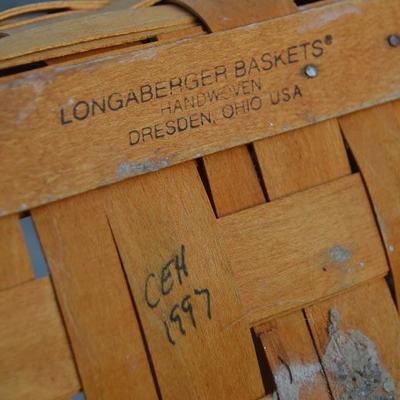 LONGABERGER BASKETS®
HANDWOVEN
DRESDEN, OHIO USA
CEH
1997